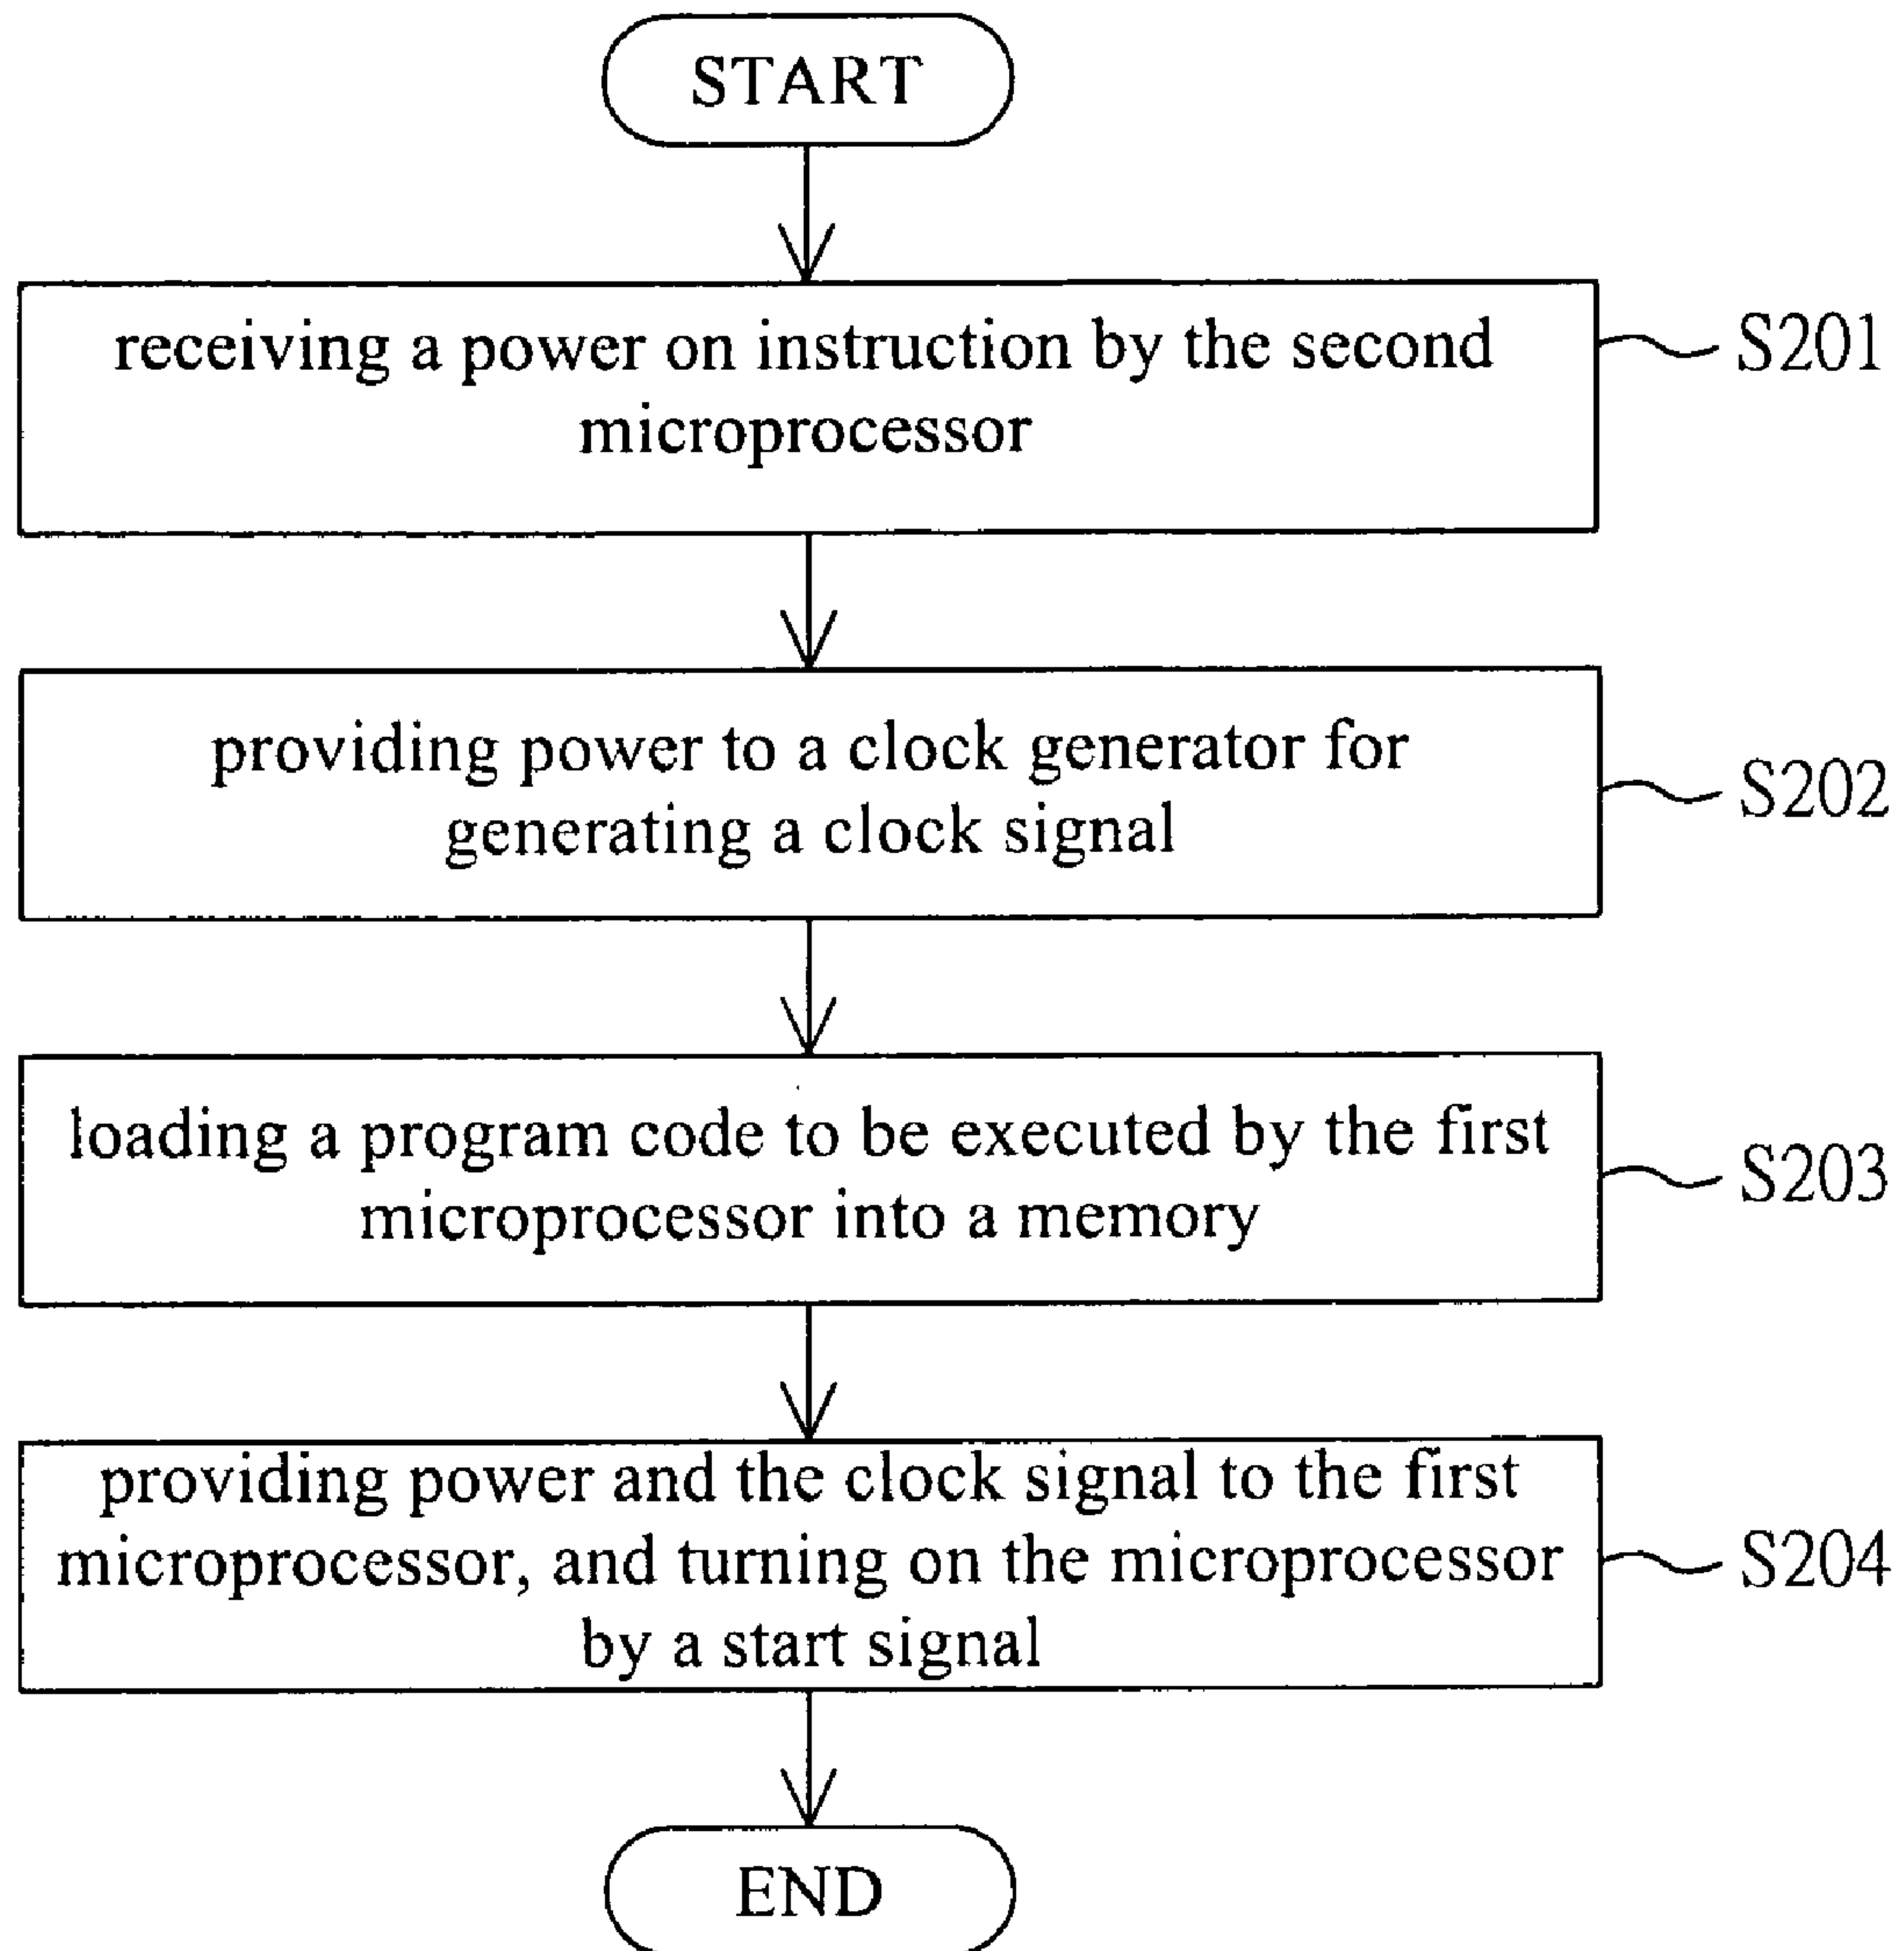 START
receiving a power on instruction by the second
microprocessor
S201
providing power to a clock generator for
generating a clock signal
S202
loading a program code to be executed by the first
microprocessor into a memory
S203
providing power and the clock signal to the first
microprocessor, and turning on the microprocessor
by a start signal
S204
END